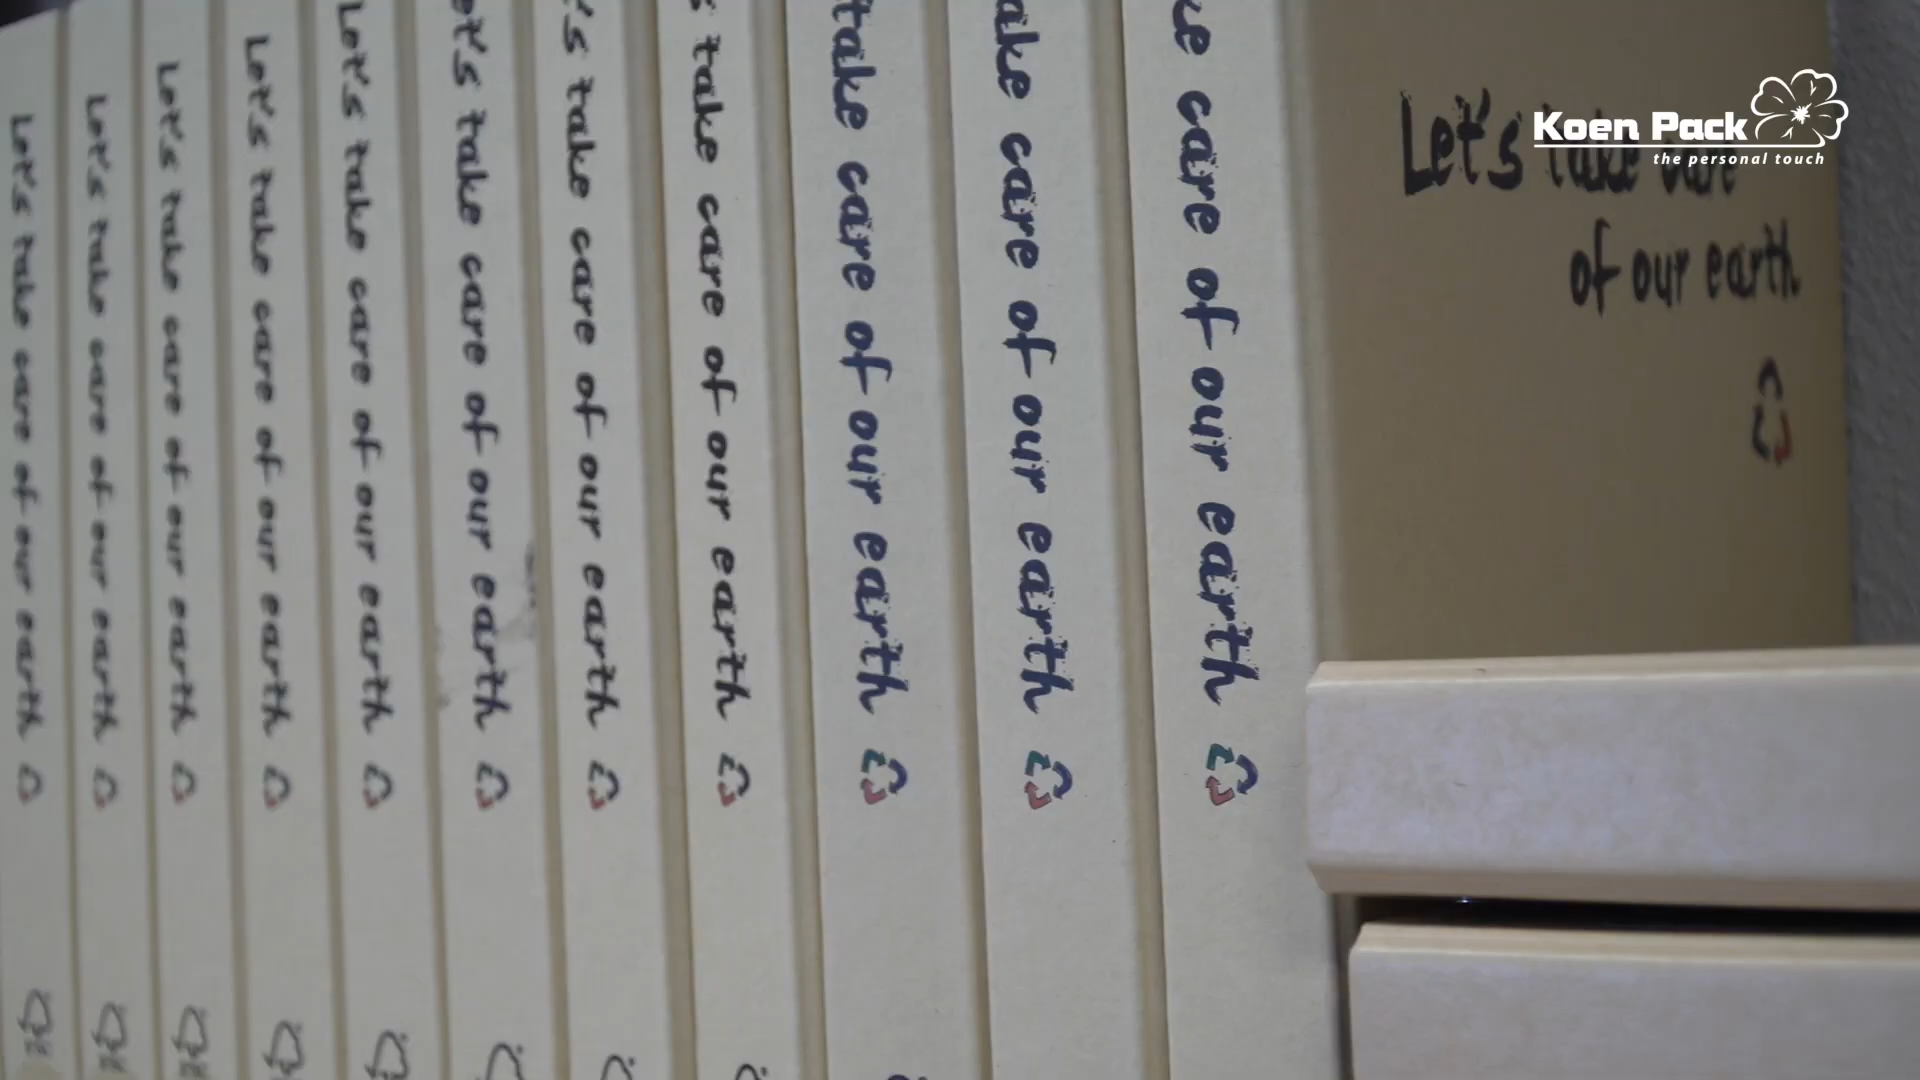 Let's take care of our earth
Let's take care of our earth
Let's take care of our earth
Let's take care of our earth
Let's take care of our earth
et's take care of our earth
's take care of our earth
s take care of our earth
take care of our earth
ake care of our earth
ke care of our earth
Let's take care
of our earth
Koen Pack
the personal touch